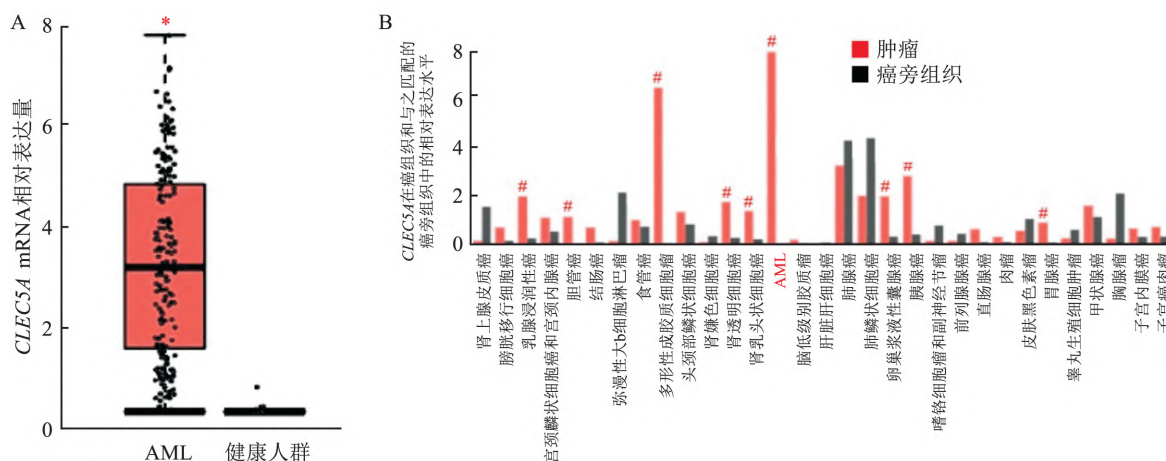 A
*
8
6
4
2
0
CLEC5A mRNA相对表达量
AML
健康人群
B
CLEC5A在癌组织和与之匹配的
癌旁组织中的相对表达水平
8
6
4
2
0
肿瘤
癌旁组织
#
#
#
#
#
#
#
#
#
肾上腺皮质癌
膀胱移行细胞癌
乳腺浸润性癌
宫颈鳞状细胞癌和宫颈内腺癌
胆管癌
结肠癌
弥漫性大b细胞淋巴瘤
食管癌
多形性成胶质细胞瘤
头颈部鳞状细胞癌
肾嫌色细胞癌
肾透明细胞癌
肾乳头状细胞癌
AML
脑低级别胶质瘤
肝脏肝细胞癌
肺腺癌
肺鳞状细胞癌
卵巢浆液性囊腺癌
胰腺癌
嗜铬细胞瘤和副神经节瘤
前列腺腺癌
直肠腺癌
肉瘤
皮肤黑色素瘤
胃腺癌
睾丸生殖细胞肿瘤
甲状腺癌
胸腺瘤
子宫内膜癌
子宫癌肉瘤